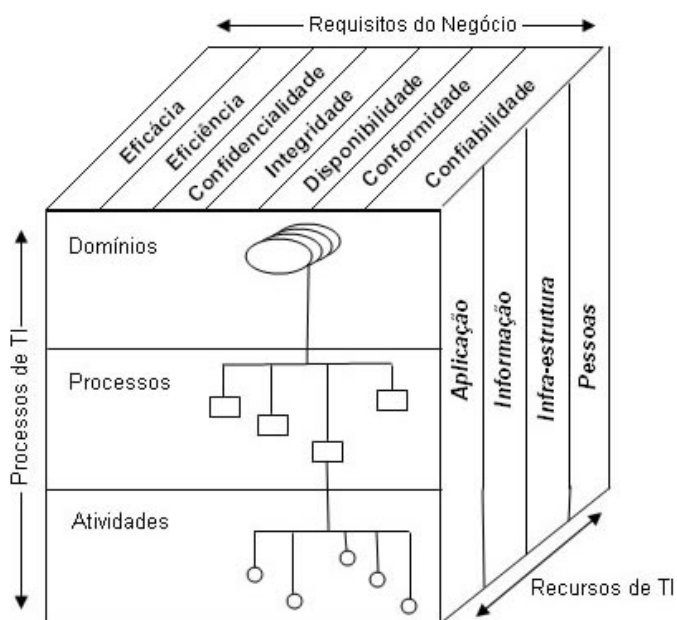 Requisitos do Negócio
Eficácia
Eficiência
Confidencialidade
Integridade
Disponibilidade
Conformidade
Confiabilidade
Processos de TI
Domínios
Processos
Atividades
Aplicação
Informação
Infra-estrutura
Pessoas
Recursos de TI